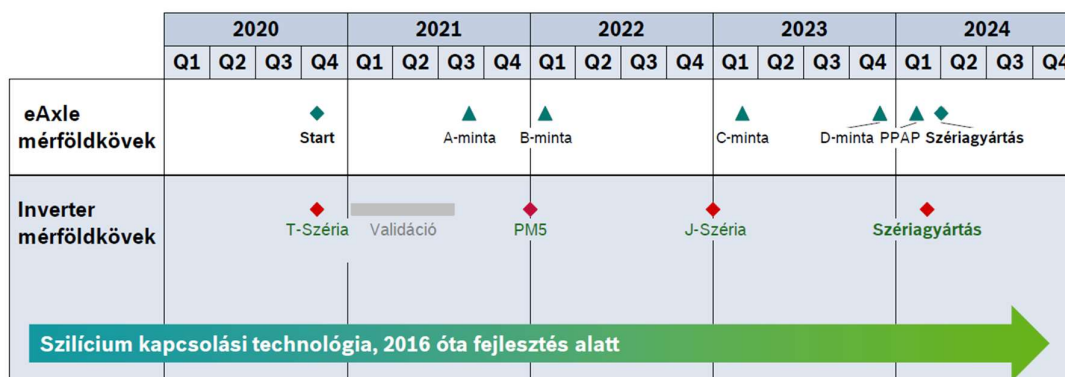 2020 2021 2022 2023 2024
Q1 Q2 Q3 Q4 Q1 Q2 Q3 Q4 Q1 Q2 Q3 Q4 Q1 Q2 Q3 Q4 Q1 Q2 Q3 Q4
eAxle
mérföldkövek
Start A-minta B-minta C-minta D-minta PPAP Szériagyártás
Inverter
mérföldkövek
T-Széria Validáció PM5 J-Széria Szériagyártás
Szilícium kapcsolási technológia, 2016 óta fejlesztés alatt